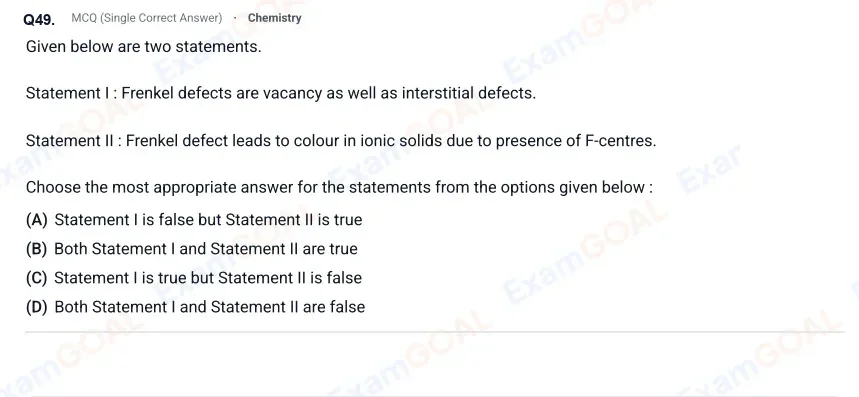 Q49. MCQ (Single Correct Answer) · Chemistry
Given below are two statements.
Statement I : Frenkel defects are vacancy as well as interstitial defects.
Statement II : Frenkel defect leads to colour in ionic solids due to presence of F-centres.
Choose the most appropriate answer for the statements from the options given below :
(A) Statement I is false but Statement II is true
(B) Both Statement I and Statement II are true
(C) Statement I is true but Statement II is false
(D) Both Statement I and Statement II are false
ExamGOAL